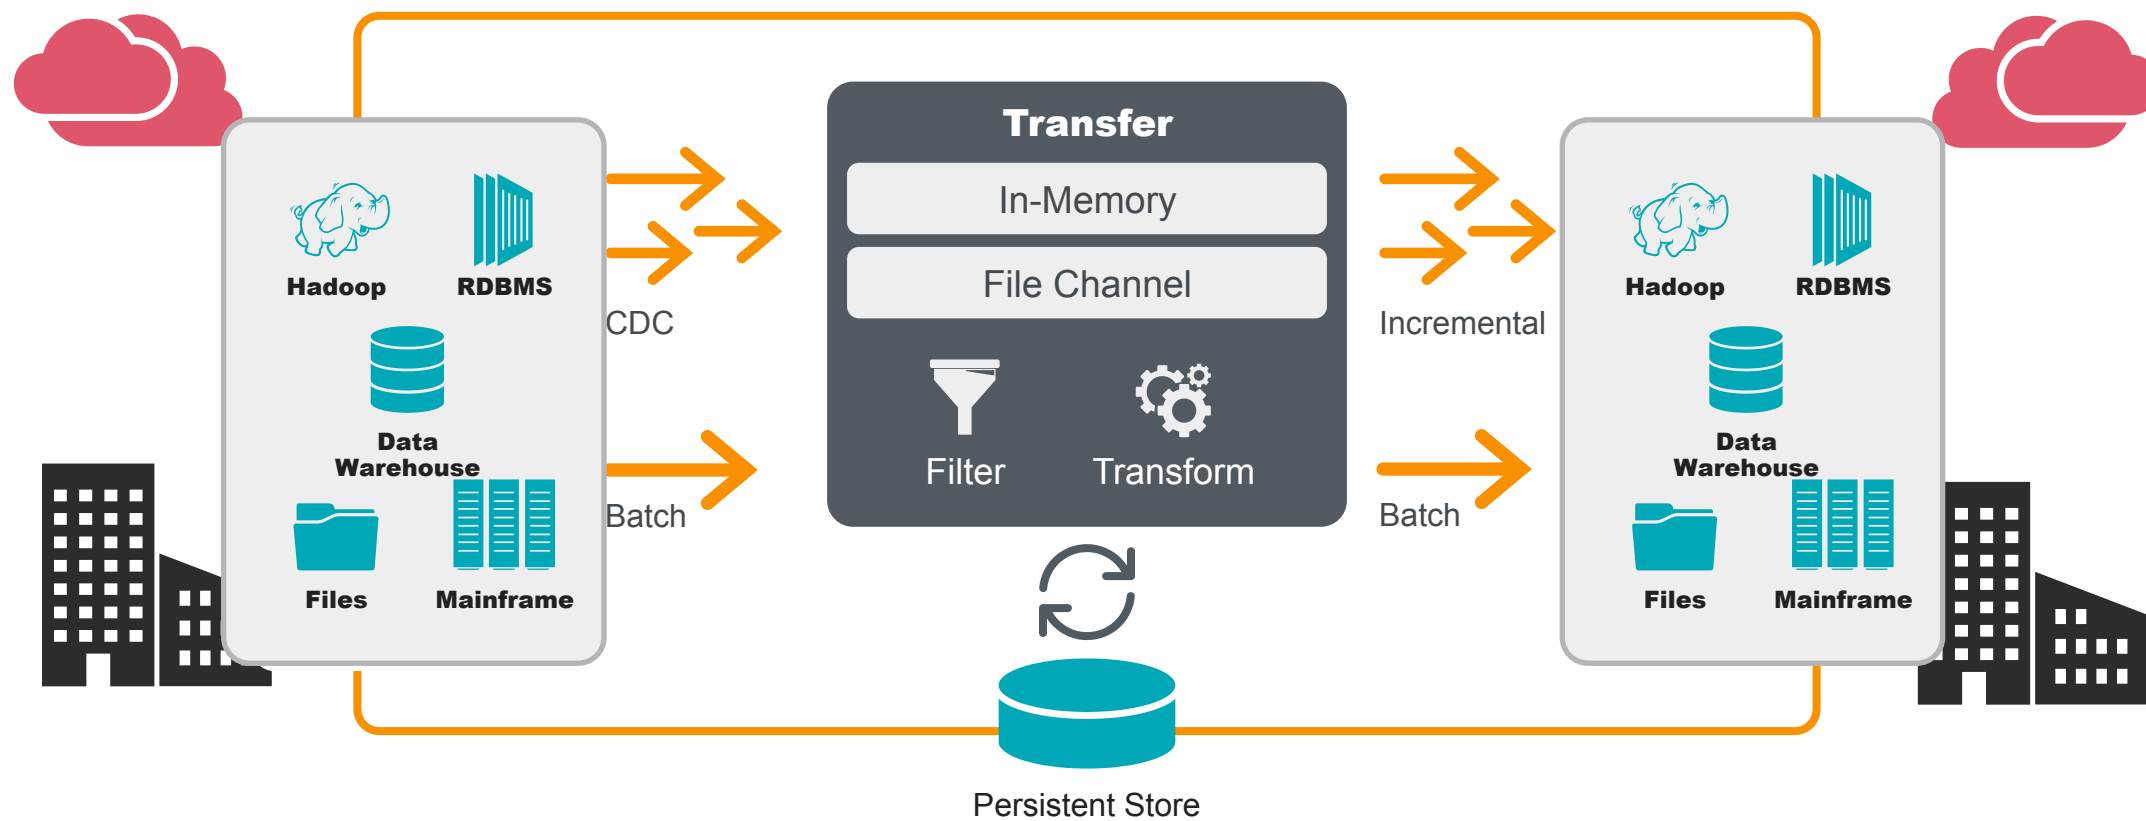 Hadoop
RDBMS
Data
Warehouse
Files
Mainframe
CDC
Batch
Transfer
In-Memory
File Channel
Filter
Transform
Persistent Store
Incremental
Batch
Hadoop
RDBMS
Data
Warehouse
Files
Mainframe